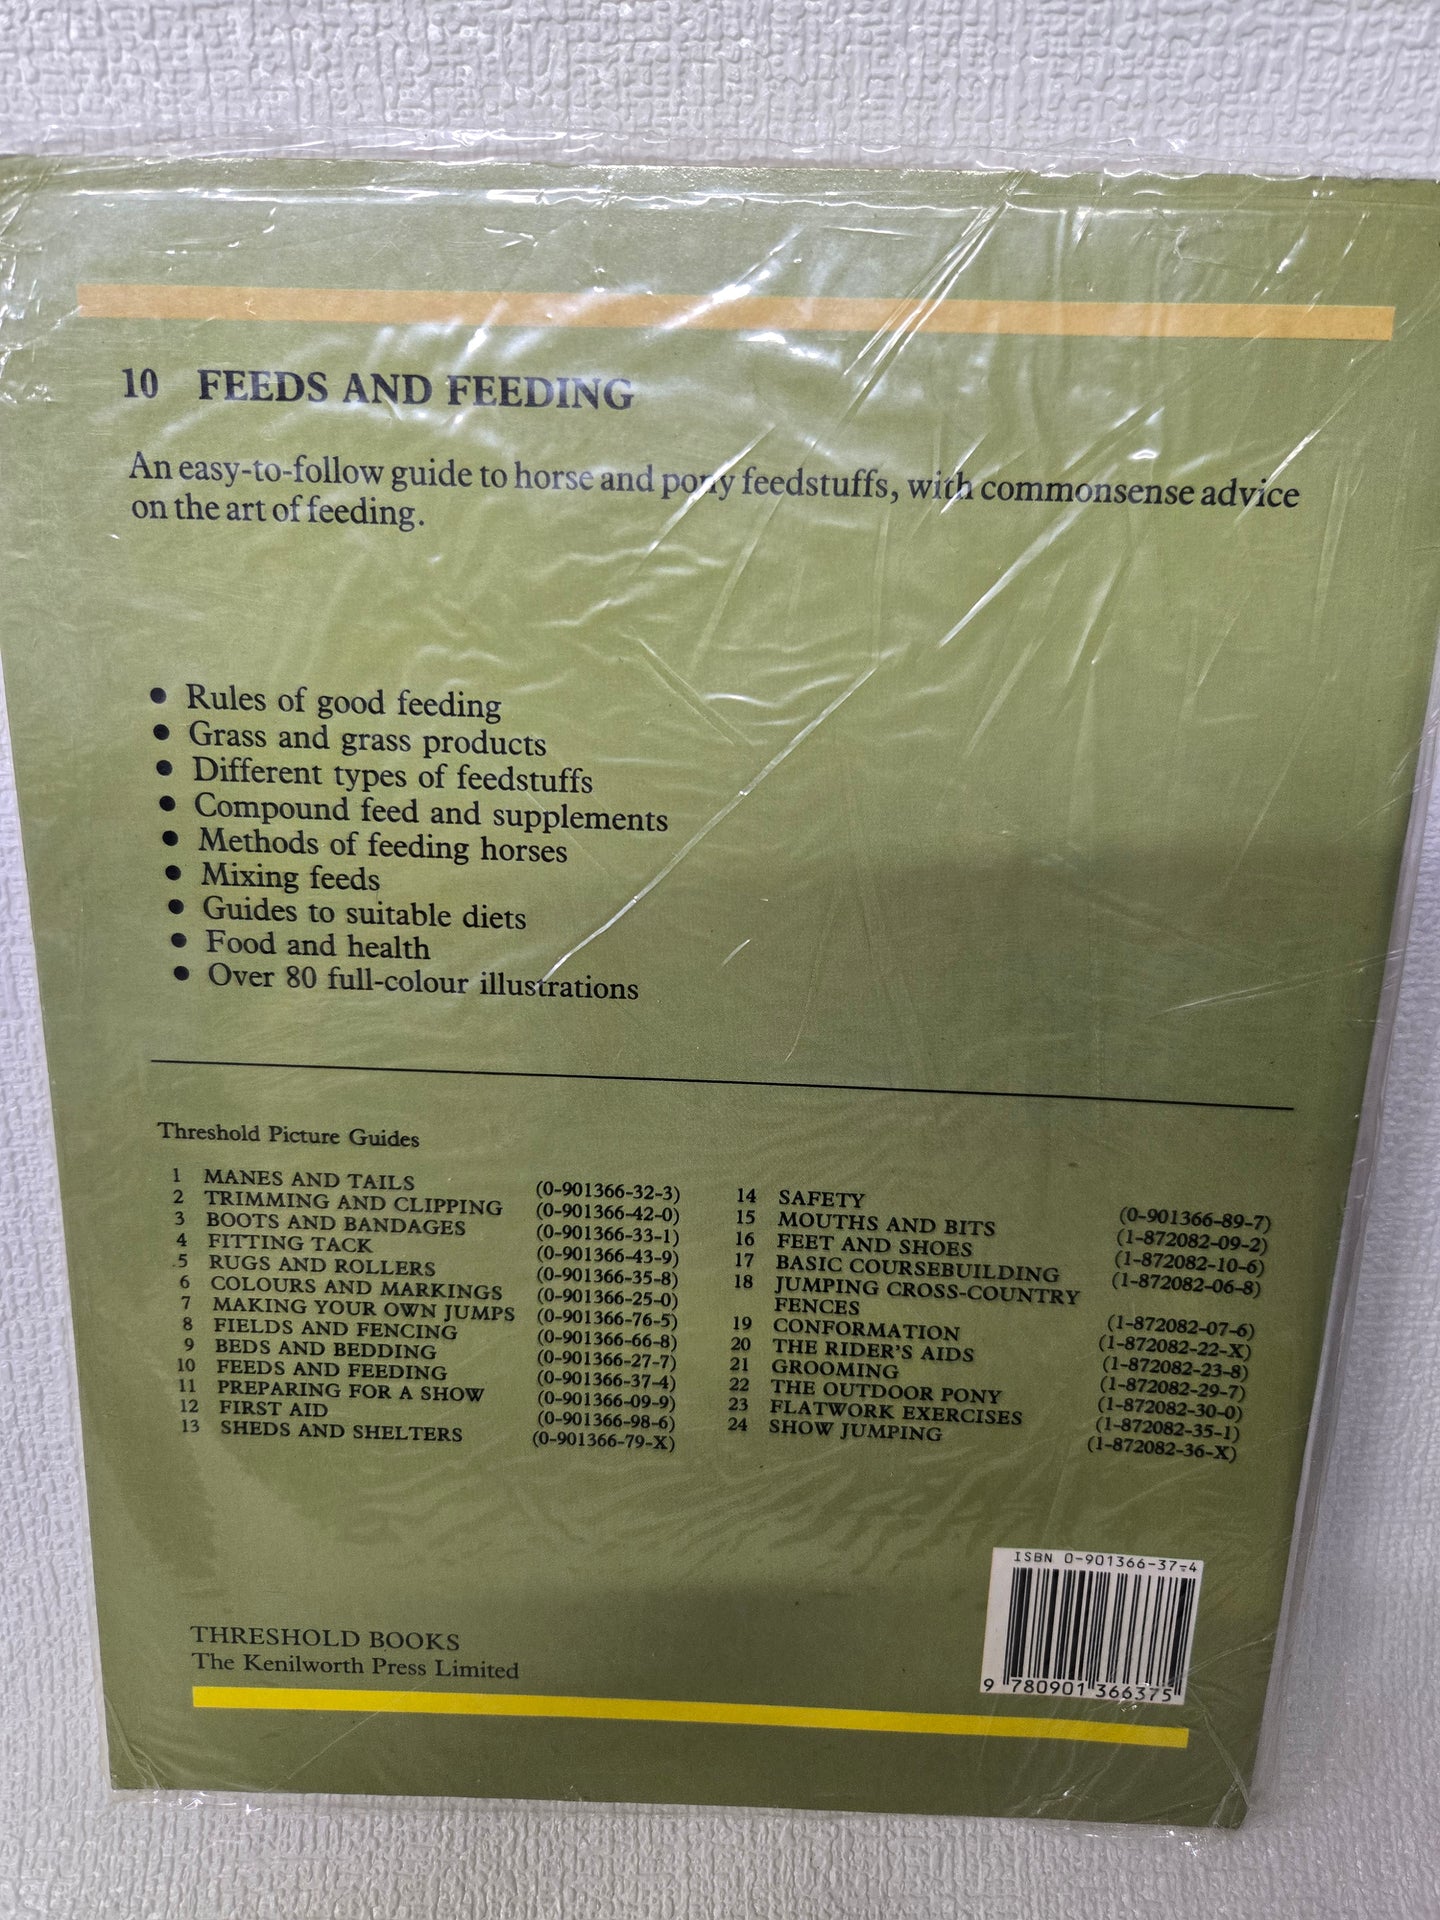 10 FEEDS AND FEEDING
An easy-to-follow guide to horse and pony feedstuffs, with commonsense advice
on the art of feeding.
• Rules of good feeding
• Grass and grass products
• Different types of feedstuffs
• Compound feed and supplements
• Methods of feeding horses
• Mixing feeds
• Guides to suitable diets
• Food and health
• Over 80 full-colour illustrations
Threshold Picture Guides
1 MANES AND TAILS (0-901366-32-3)
2 TRIMMING AND CLIPPING (0-901366-42-0)
3 BOOTS AND BANDAGES (0-901366-33-1)
4 FITTING TACK (0-901366-43-9)
5 RUGS AND ROLLERS (0-901366-35-8)
6 COLOURS AND MARKINGS (0-901366-25-0)
7 MAKING YOUR OWN JUMPS (0-901366-76-5)
8 FIELDS AND FENCING (0-901366-66-8)
9 BEDS AND BEDDING (0-901366-27-7)
10 FEEDS AND FEEDING (0-901366-37-4)
11 PREPARING FOR A SHOW (0-901366-09-9)
12 FIRST AID (0-901366-98-6)
13 SHEDS AND SHELTERS (0-901366-79-X)
14 SAFETY (0-901366-89-7)
15 MOUTHS AND BITS (1-872082-09-2)
16 FEET AND SHOES (1-872082-10-6)
17 BASIC COURSEBUILDING (1-872082-06-8)
18 JUMPING CROSS-COUNTRY
FENCES (1-872082-07-6)
19 CONFORMATION (1-872082-22-X)
20 THE RIDER'S AIDS (1-872082-23-8)
21 GROOMING (1-872082-29-7)
22 THE OUTDOOR PONY (1-872082-30-0)
23 FLATWORK EXERCISES (1-872082-35-1)
24 SHOW JUMPING (1-872082-36-X)
ISBN 0-901366-37-4
9 780901 366375
THRESHOLD BOOKS
The Kenilworth Press Limited